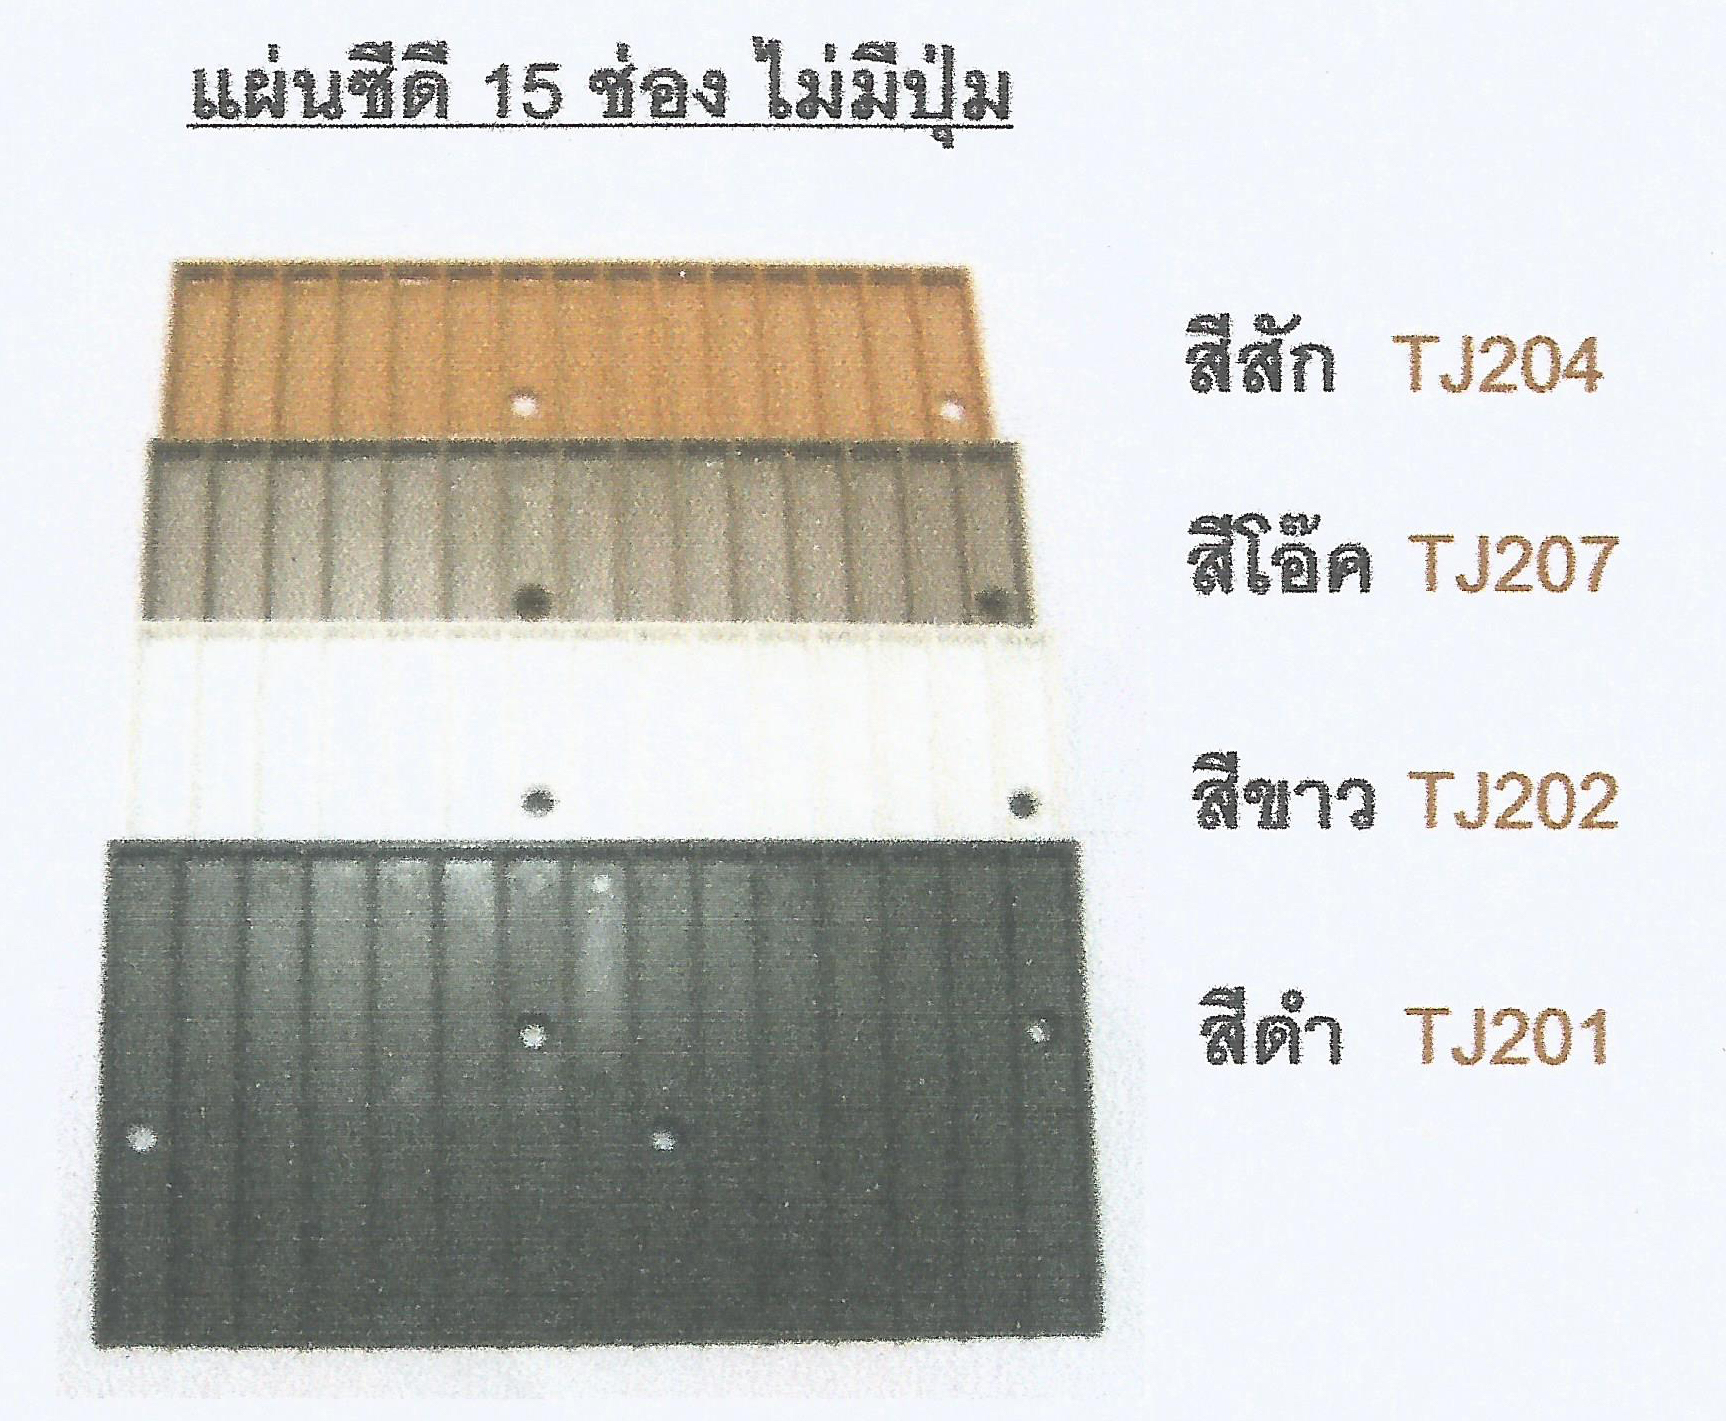 แผ่นซีดี 15 ช่อง ไม่มีปุ่ม
สีสัก TJ204
สีโอ๊ค TJ207
สีขาว TJ202
สีดำ TJ201